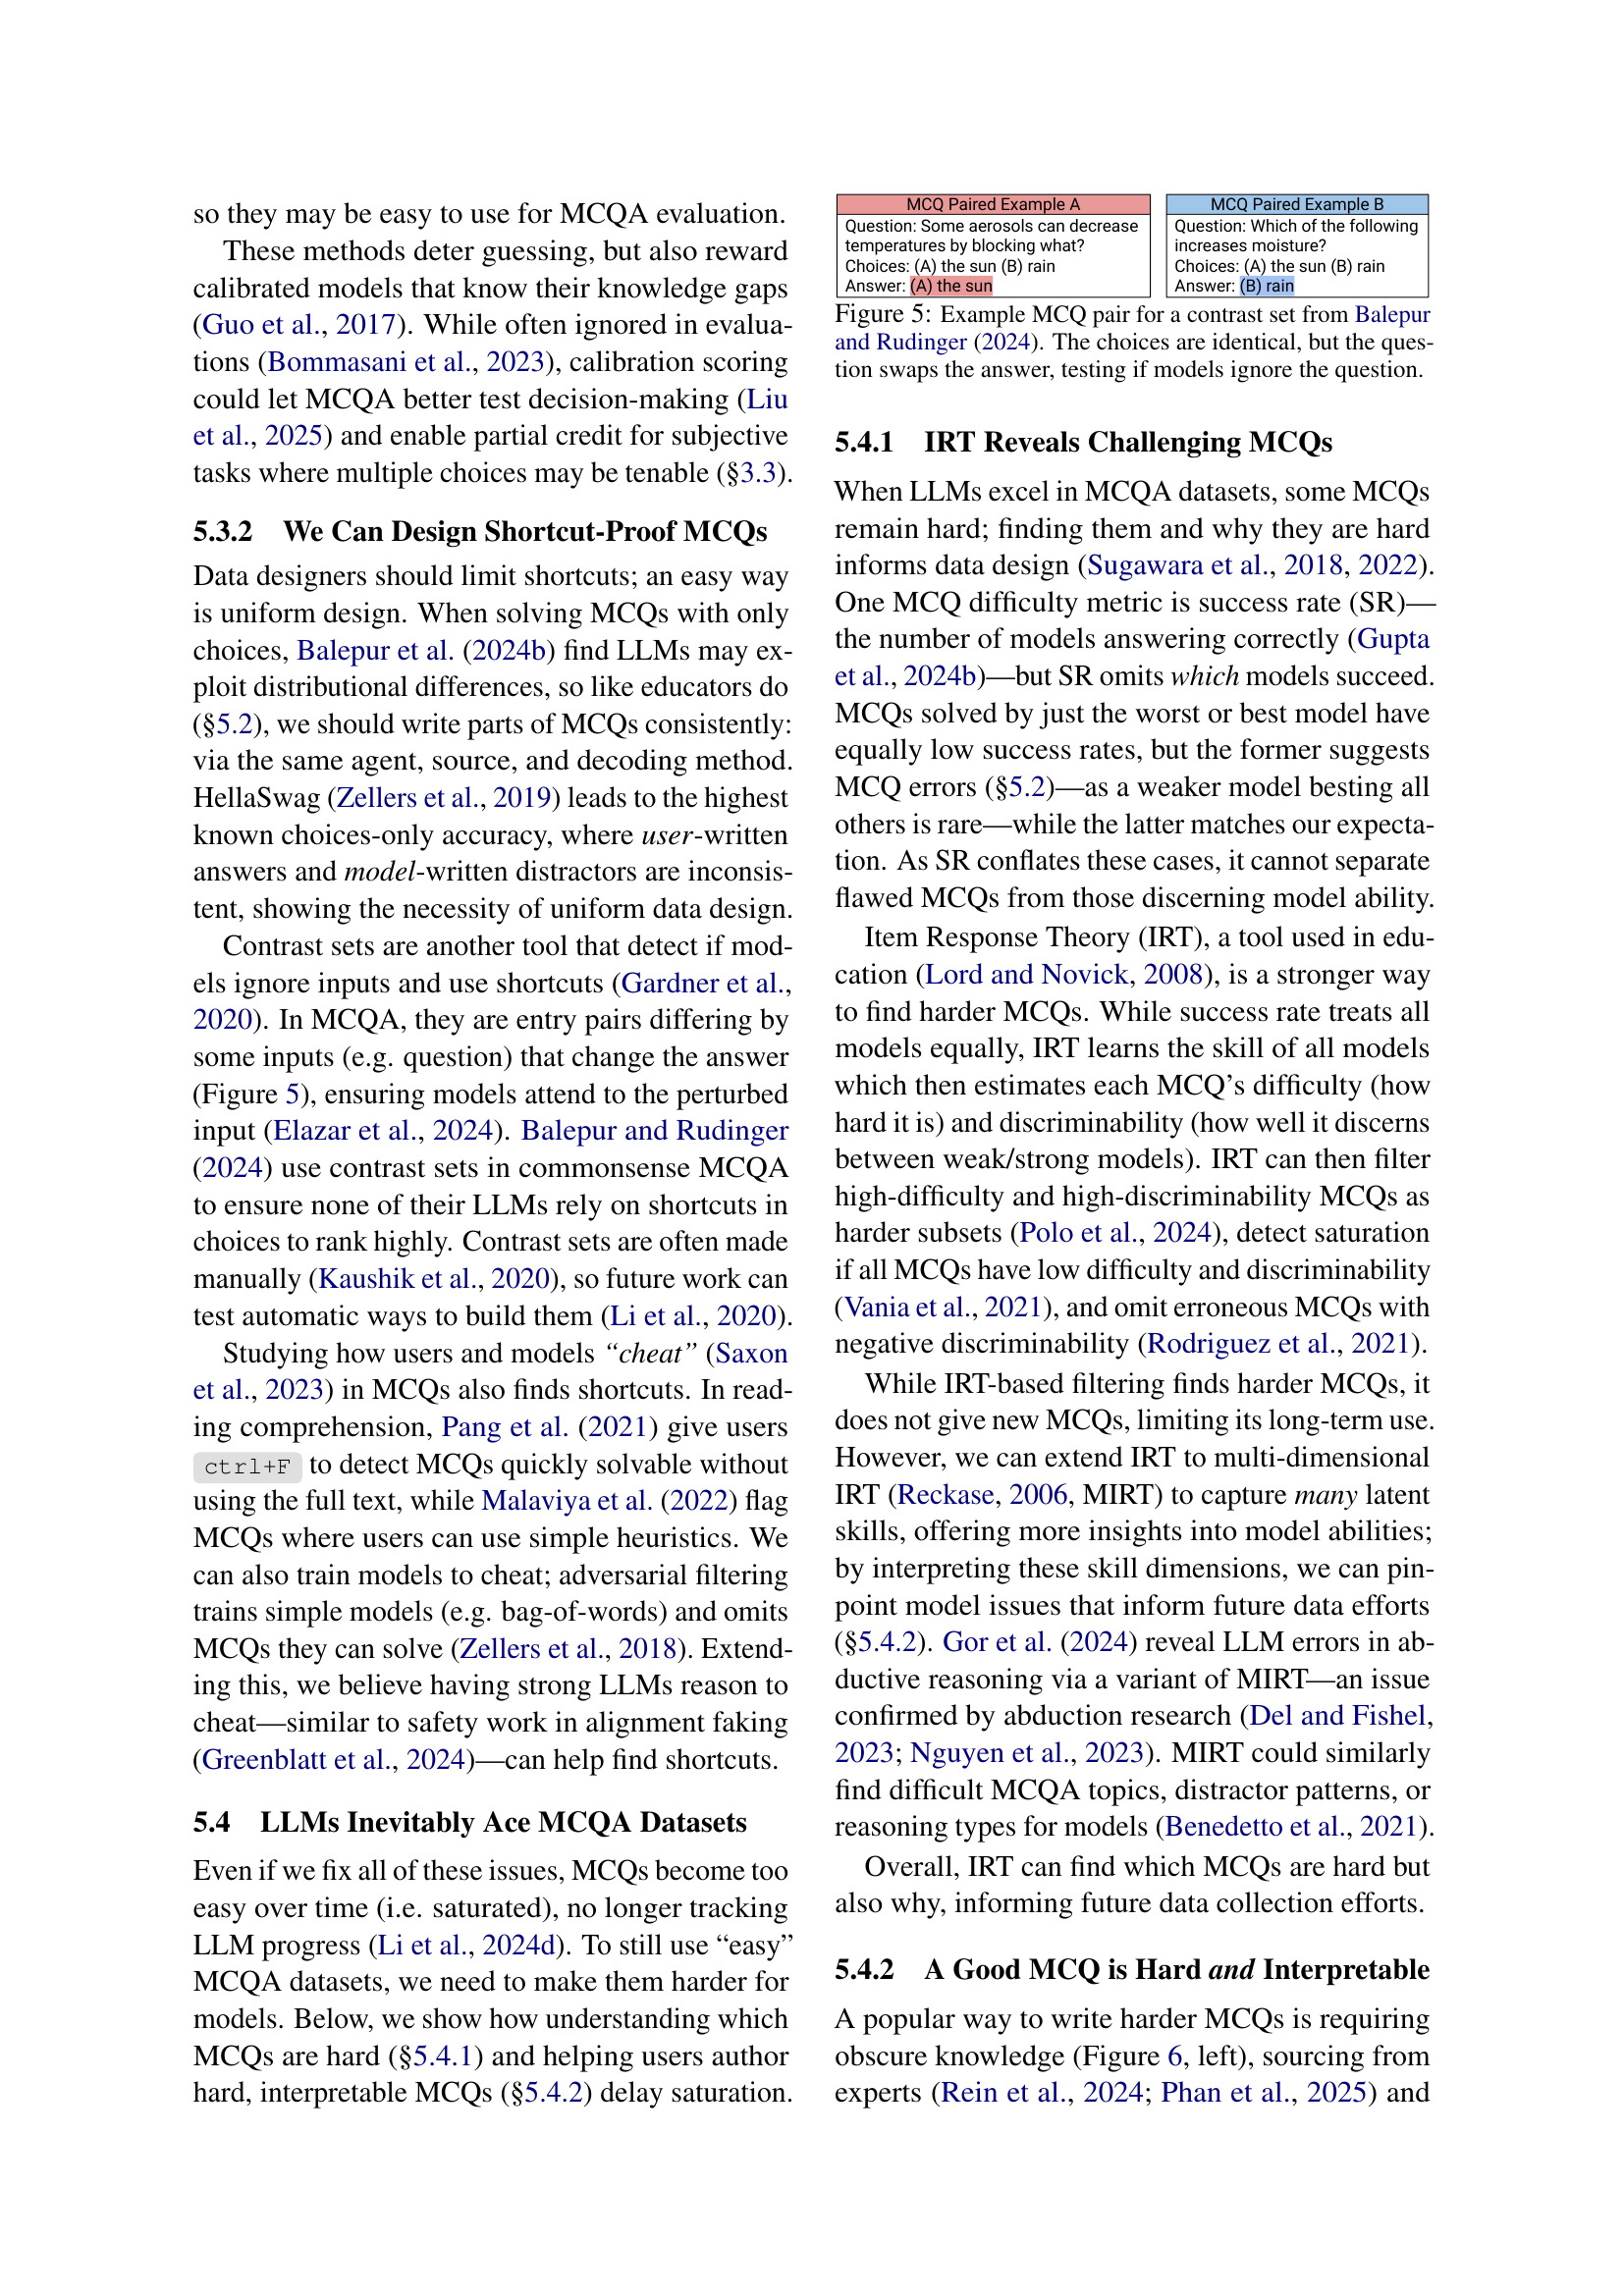 so they may be easy to use for MCQA evaluation.
These methods deter guessing, but also reward
calibrated models that know their knowledge gaps
(Guo et al., 2017). While often ignored in evalua-
tions (Bommasani et al., 2023), calibration scoring
could let MCQA better test decision-making (Liu
et al., 2025) and enable partial credit for subjective
tasks where multiple choices may be tenable (§3.3).
5.3.2 We Can Design Shortcut-Proof MCQs
Data designers should limit shortcuts; an easy way
is uniform design. When solving MCQs with only
choices, Balepur et al. (2024b) find LLMs may ex-
ploit distributional differences, so like educators do
(§5.2), we should write parts of MCQs consistently:
via the same agent, source, and decoding method.
HellaSwag (Zellers et al., 2019) leads to the highest
known choices-only accuracy, where user-written
answers and model-written distractors are inconsis-
tent, showing the necessity of uniform data design.
Contrast sets are another tool that detect if mod-
els ignore inputs and use shortcuts (Gardner et al.,
2020). In MCQA, they are entry pairs differing by
some inputs (e.g. question) that change the answer
(Figure 5), ensuring models attend to the perturbed
input (Elazar et al., 2024). Balepur and Rudinger
(2024) use contrast sets in commonsense MCQA
to ensure none of their LLMs rely on shortcuts in
choices to rank highly. Contrast sets are often made
manually (Kaushik et al., 2020), so future work can
test automatic ways to build them (Li et al., 2020).
Studying how users and models “cheat” (Saxon
et al., 2023) in MCQs also finds shortcuts. In read-
ing comprehension, Pang et al. (2021) give users
ctrl+F to detect MCQs quickly solvable without
using the full text, while Malaviya et al. (2022) flag
MCQs where users can use simple heuristics. We
can also train models to cheat; adversarial filtering
trains simple models (e.g. bag-of-words) and omits
MCQs they can solve (Zellers et al., 2018). Extend-
ing this, we believe having strong LLMs reason to
cheat—similar to safety work in alignment faking
(Greenblatt et al., 2024)—can help find shortcuts.
5.4 LLMs Inevitably Ace MCQA Datasets
Even if we fix all of these issues, MCQs become too
easy over time (i.e. saturated), no longer tracking
LLM progress (Li et al., 2024d). To still use “easy”
MCQA datasets, we need to make them harder for
models. Below, we show how understanding which
MCQs are hard (§5.4.1) and helping users author
hard, interpretable MCQs (§5.4.2) delay saturation.
MCQ Paired Example A
Question: Some aerosols can decrease
temperatures by blocking what?
Choices: (A) the sun (B) rain
Answer: (A) the sun
MCQ Paired Example B
Question: Which of the following
increases moisture?
Choices: (A) the sun (B) rain
Answer: (B) rain
Figure 5: Example MCQ pair for a contrast set from Balepur
and Rudinger (2024). The choices are identical, but the ques-
tion swaps the answer, testing if models ignore the question.
5.4.1 IRT Reveals Challenging MCQs
When LLMs excel in MCQA datasets, some MCQs
remain hard; finding them and why they are hard
informs data design (Sugawara et al., 2018, 2022).
One MCQ difficulty metric is success rate (SR)—
the number of models answering correctly (Gupta
et al., 2024b)—but SR omits which models succeed.
MCQs solved by just the worst or best model have
equally low success rates, but the former suggests
MCQ errors (§5.2)—as a weaker model besting all
others is rare—while the latter matches our expecta-
tion. As SR conflates these cases, it cannot separate
flawed MCQs from those discerning model ability.
Item Response Theory (IRT), a tool used in edu-
cation (Lord and Novick, 2008), is a stronger way
to find harder MCQs. While success rate treats all
models equally, IRT learns the skill of all models
which then estimates each MCQ’s difficulty (how
hard it is) and discriminability (how well it discerns
between weak/strong models). IRT can then filter
high-difficulty and high-discriminability MCQs as
harder subsets (Polo et al., 2024), detect saturation
if all MCQs have low difficulty and discriminability
(Vania et al., 2021), and omit erroneous MCQs with
negative discriminability (Rodriguez et al., 2021).
While IRT-based filtering finds harder MCQs, it
does not give new MCQs, limiting its long-term use.
However, we can extend IRT to multi-dimensional
IRT (Reckase, 2006, MIRT) to capture many latent
skills, offering more insights into model abilities;
by interpreting these skill dimensions, we can pin-
point model issues that inform future data efforts
(§5.4.2). Gor et al. (2024) reveal LLM errors in ab-
ductive reasoning via a variant of MIRT—an issue
confirmed by abduction research (Del and Fishel,
2023; Nguyen et al., 2023). MIRT could similarly
find difficult MCQA topics, distractor patterns, or
reasoning types for models (Benedetto et al., 2021).
Overall, IRT can find which MCQs are hard but
also why, informing future data collection efforts.
5.4.2 A Good MCQ is Hard and Interpretable
A popular way to write harder MCQs is requiring
obscure knowledge (Figure 6, left), sourcing from
experts (Rein et al., 2024; Phan et al., 2025) and